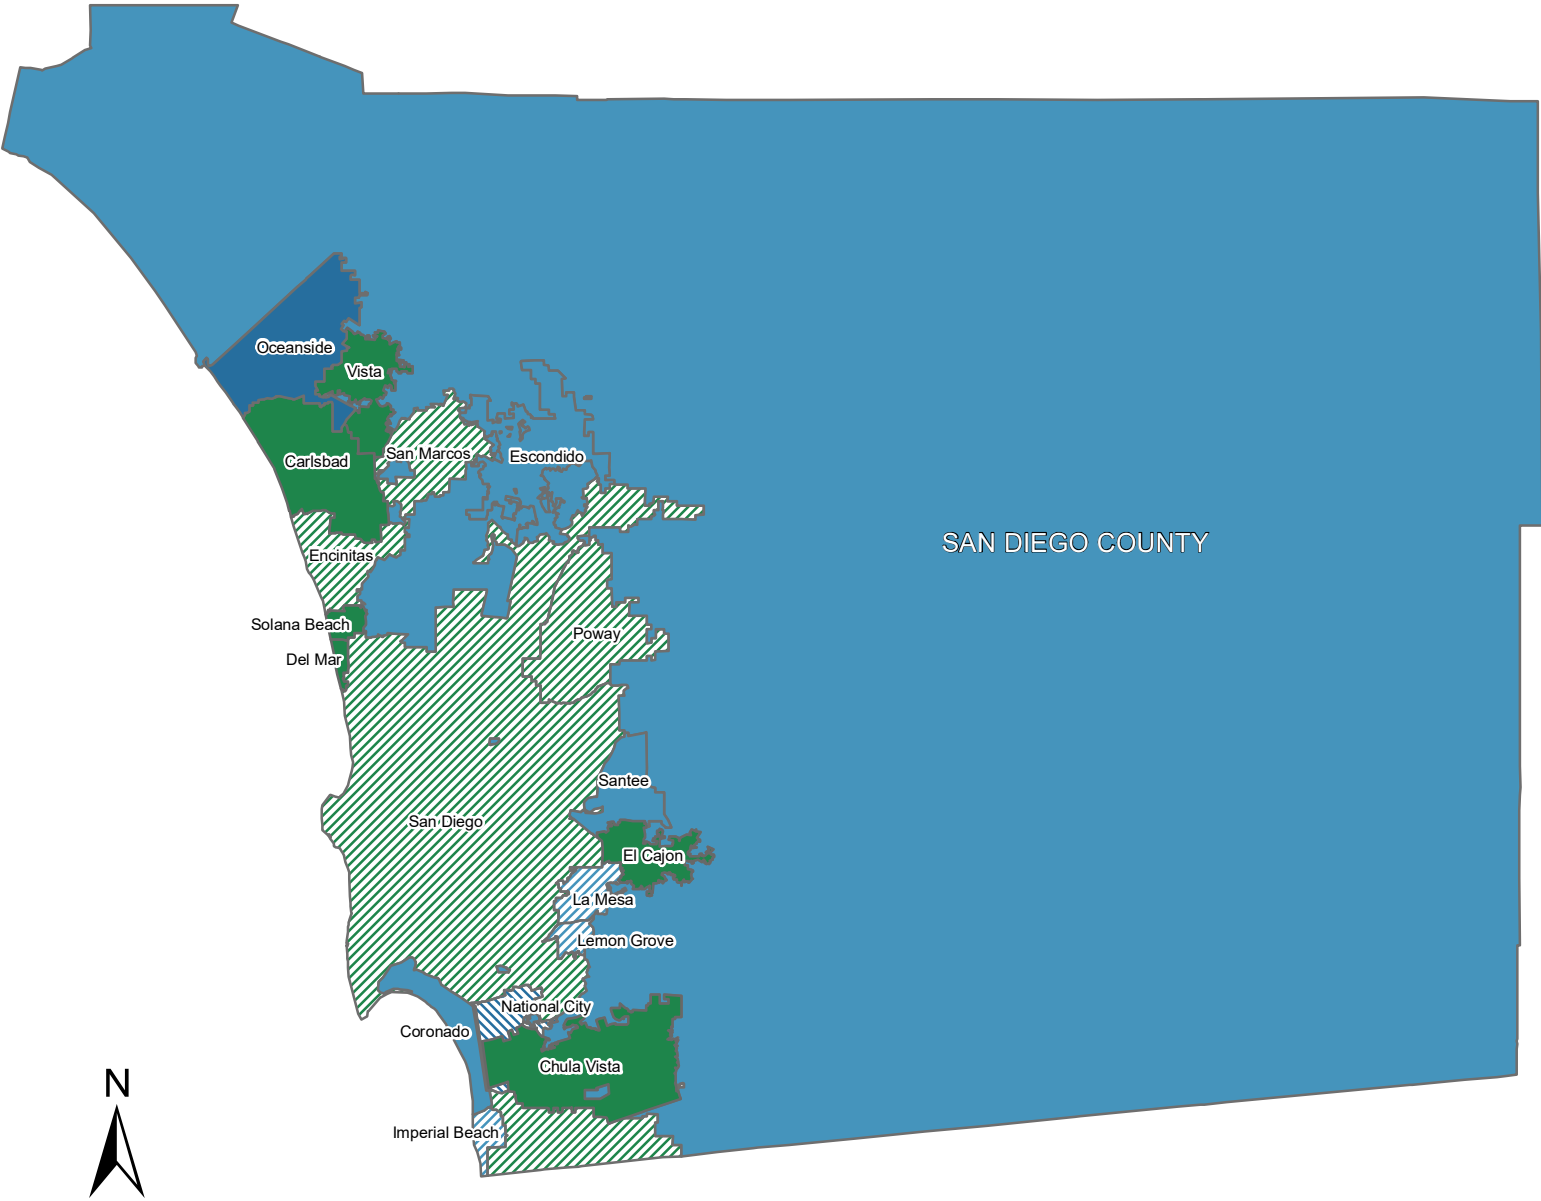 Oceanside
Vista
San Marcos
Escondido
Carlsbad
SAN DIEGO COUNTY
Encinitas
Solana Beach
Poway
Del Mar
Santee
San Diego
El Cajon
La Mesa
Lemon Grove
National City
Coronado
Chula Vista
N
Imperial Beach